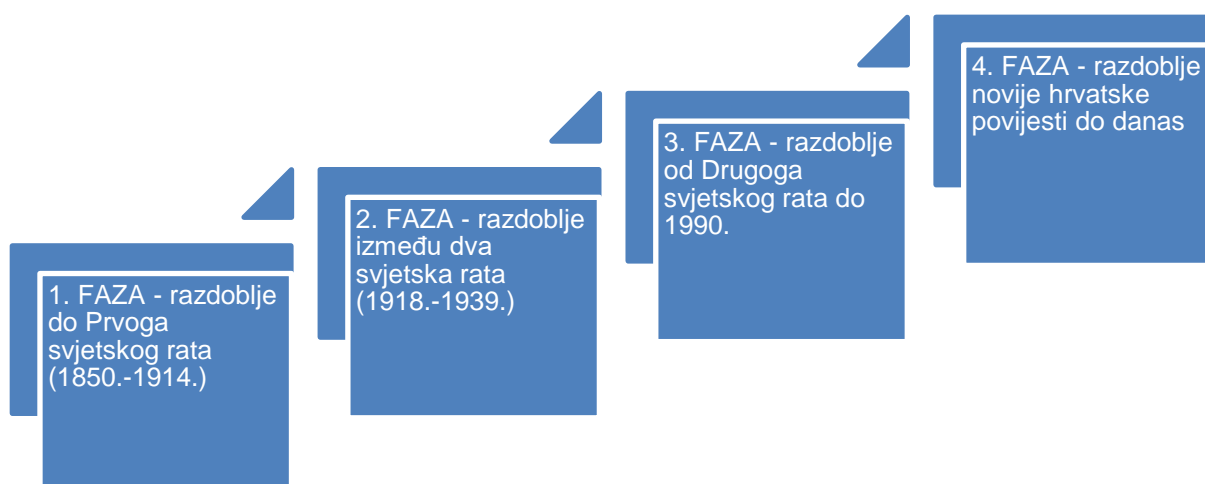 1. FAZA - razdoblje
do Prvoga
svjetskog rata
(1850.-1914.)
2. FAZA - razdoblje
između dva
svjetska rata
(1918.-1939.)
3. FAZA - razdoblje
od Drugoga
svjetskog rata do
1990.
4. FAZA - razdoblje
novije hrvatske
povijesti do danas